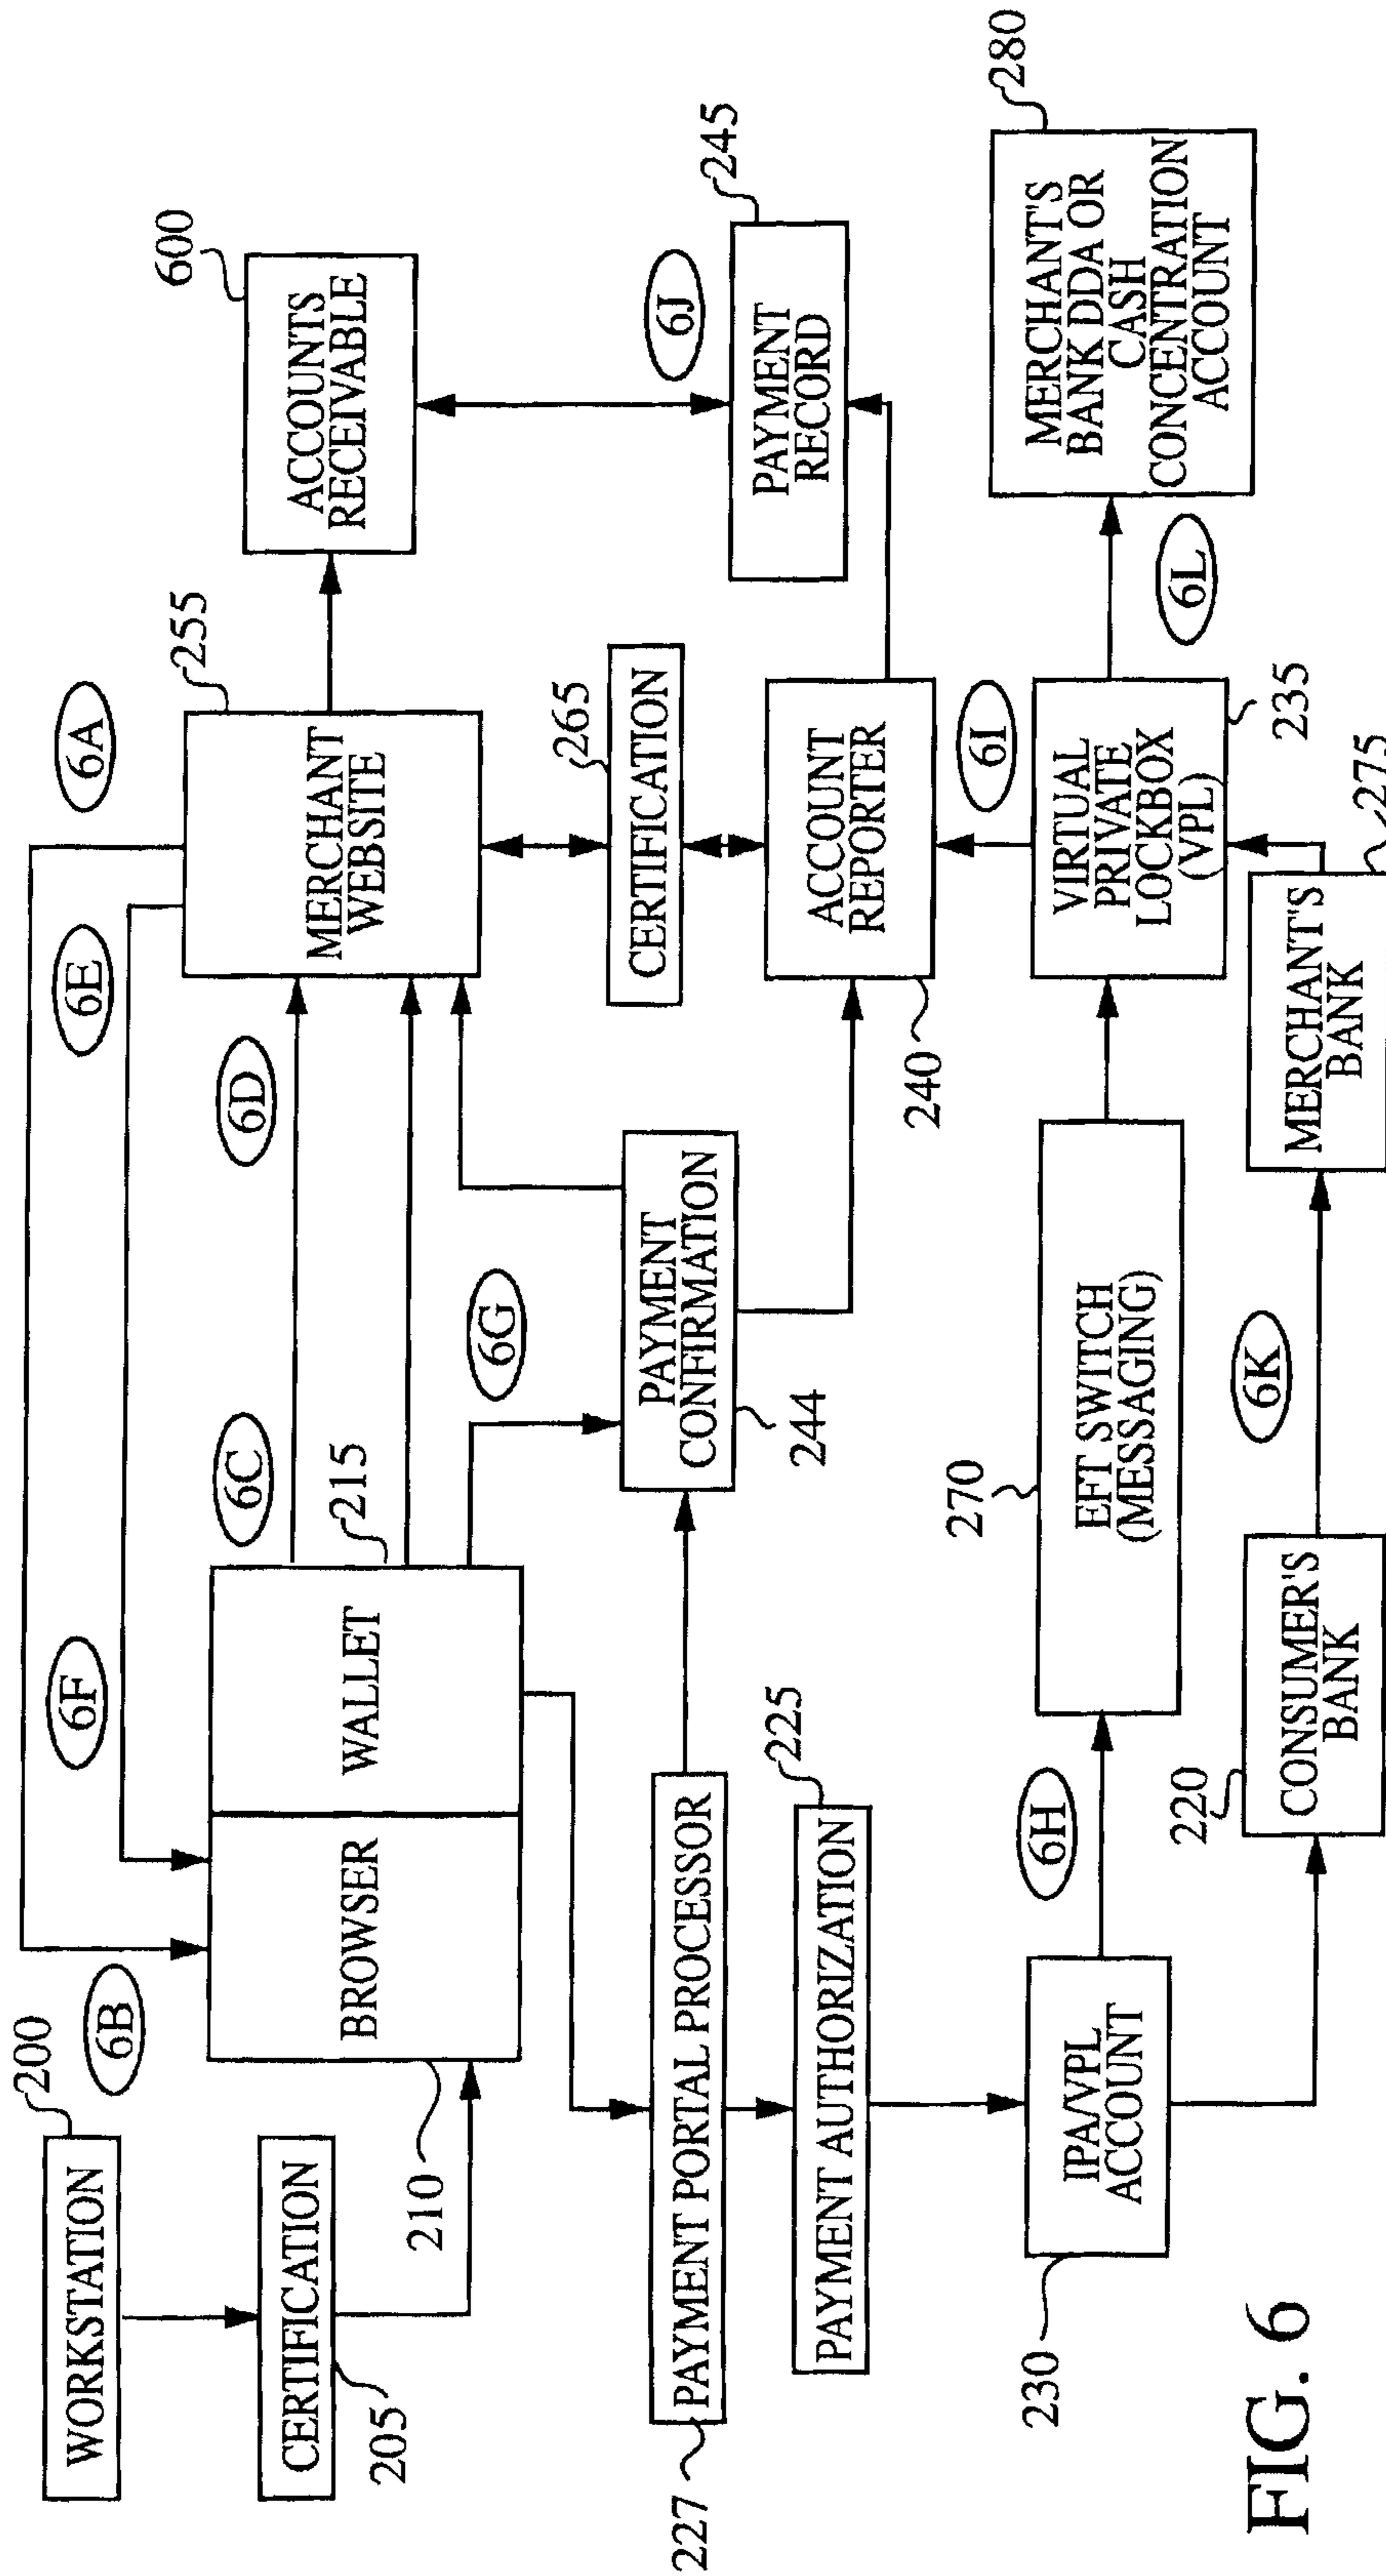 WORKSTATION
200
CERTIFICATION
205
6B
BROWSER
210
WALLET
215
6F
6C
6E
6A
6D
MERCHANT
WEBSITE
255
ACCOUNTS
RECEIVABLE
600
6G
PAYMENT
CONFIRMATION
244
CERTIFICATION
265
6J
PAYMENT
RECORD
245
PAYMENT PORTAL PROCESSOR
227
PAYMENT AUTHORIZATION
225
ACCOUNT
REPORTER
240
6I
IPA/VPL
ACCOUNT
230
6H
EFT SWITCH
(MESSAGING)
270
VIRTUAL
PRIVATE
LOCKBOX
(VPL)
235
6L
MERCHANT'S
BANK DDA OR
CASH
CONCENTRATION
ACCOUNT
280
CONSUMER'S
BANK
220
6K
MERCHANT'S
BANK
275
FIG. 6